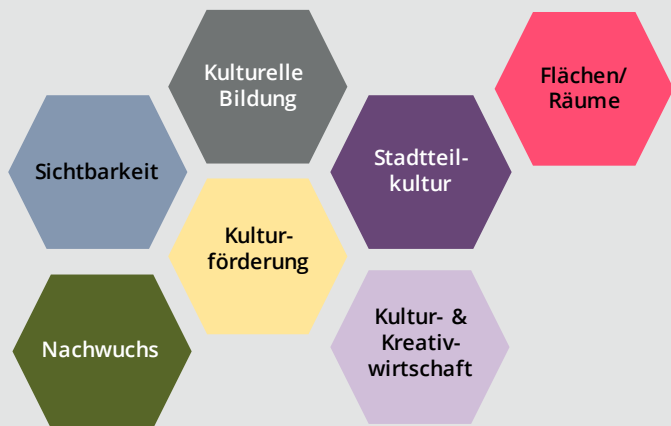 Kulturelle
Bildung
Flächen/
Räume
Sichtbarkeit
Stadtteil-
kultur
Kultur-
förderung
Nachwuchs
Kultur- &
Kreativ-
wirtschaft